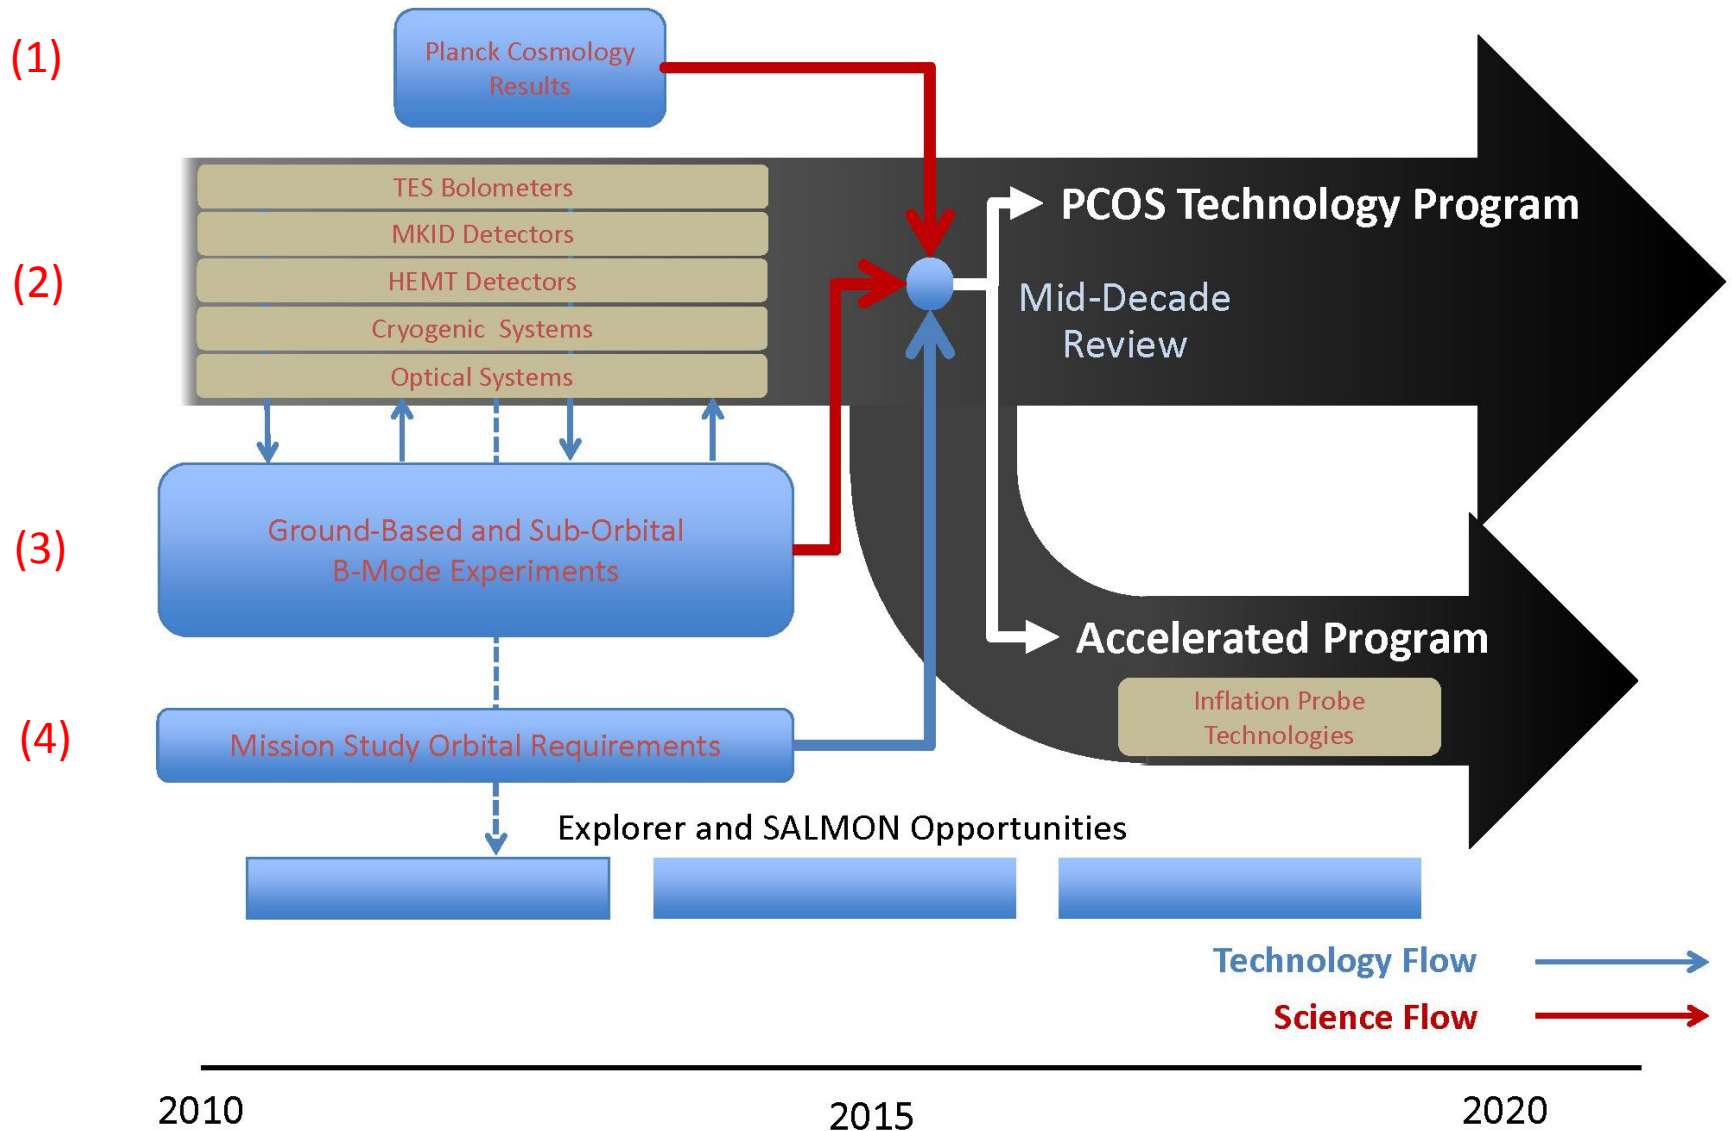 (1)
Planck Cosmology
Results
TES Bolometers
MKID Detectors
(2)
HEMT Detectors
Cryogenic Systems
Optical Systems
PCOS Technology Program
Mid-Decade
Review
(3)
Ground-Based and Sub-Orbital
B-Mode Experiments
Accelerated Program
Inflation Probe
Technologies
(4)
Mission Study Orbital Requirements
Explorer and SALMON Opportunities
Technology Flow
Science Flow
2010
2015
2020